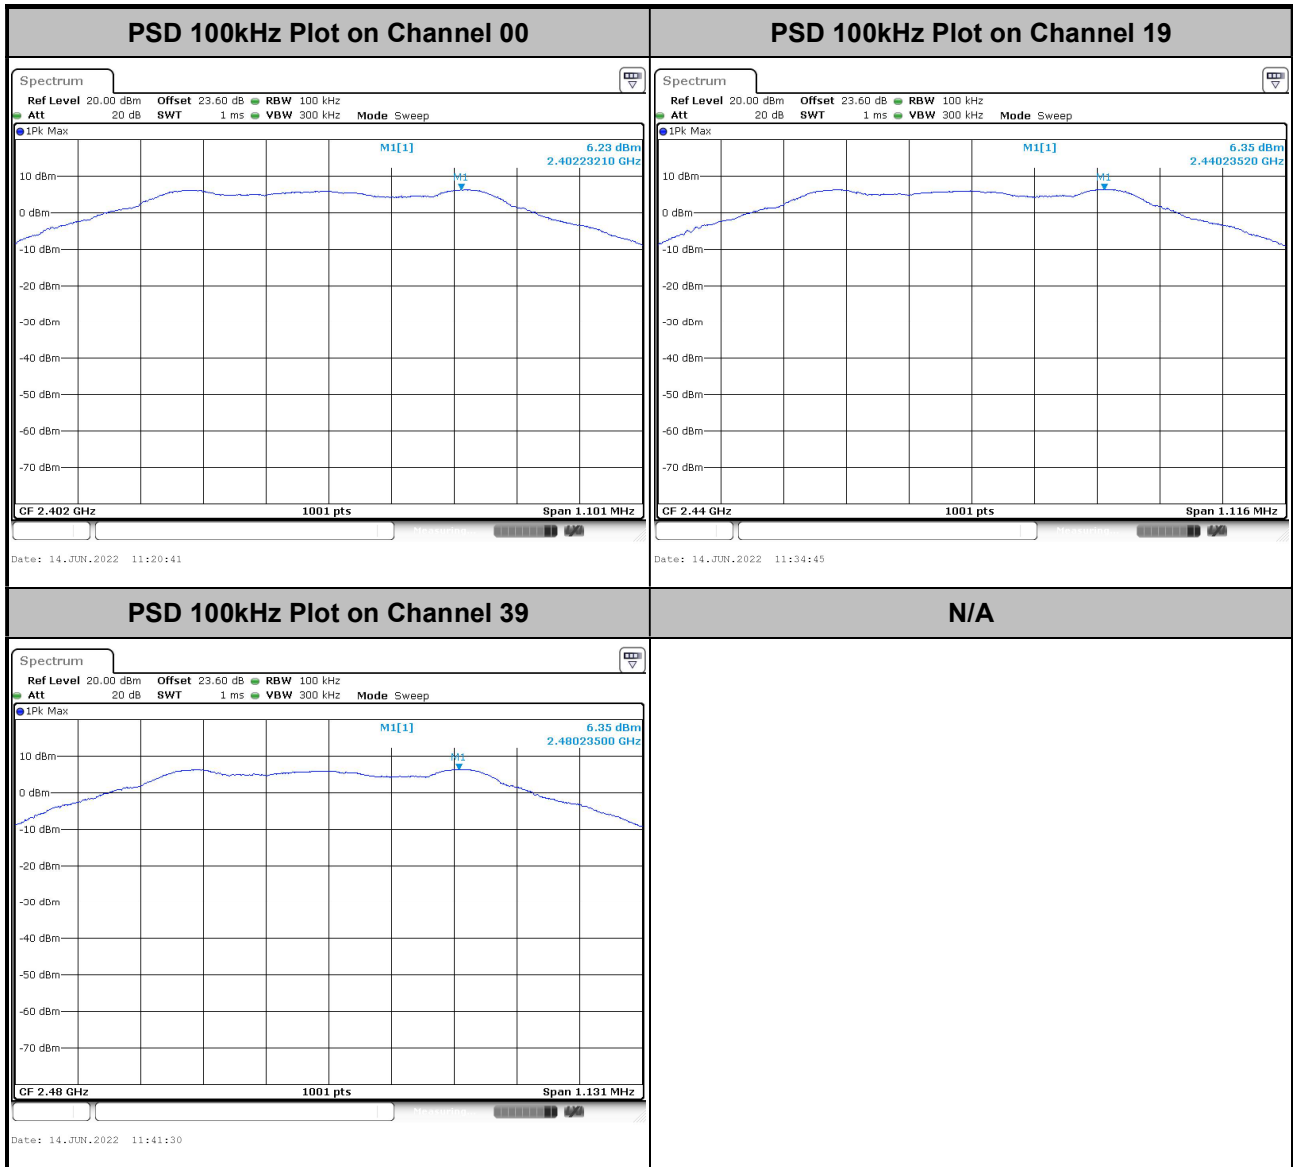 PSD 100kHz Plot on Channel 00
PSD 100kHz Plot on Channel 19
Spectrum
Ref Level 20.00 dBm Offset 23.60 dB RBW 100 kHz
Att 20 dB SWT 1 ms VBW 300 kHz Mode Sweep
1Pk Max
M1[1] 6.23 dBm
2.40223210 GHz
M1
10 dBm
0 dBm
-10 dBm
-20 dBm
-30 dBm
-40 dBm
-50 dBm
-60 dBm
-70 dBm
CF 2.402 GHz 1001 pts Span 1.101 MHz
Measuring
Date: 14.JUN.2022 11:20:41
Spectrum
Ref Level 20.00 dBm Offset 23.60 dB RBW 100 kHz
Att 20 dB SWT 1 ms VBW 300 kHz Mode Sweep
1Pk Max
M1[1] 6.35 dBm
2.44023520 GHz
M1
10 dBm
0 dBm
-10 dBm
-20 dBm
-30 dBm
-40 dBm
-50 dBm
-60 dBm
-70 dBm
CF 2.44 GHz 1001 pts Span 1.116 MHz
Measuring
Date: 14.JUN.2022 11:34:45
PSD 100kHz Plot on Channel 39
N/A
Spectrum
Ref Level 20.00 dBm Offset 23.60 dB RBW 100 kHz
Att 20 dB SWT 1 ms VBW 300 kHz Mode Sweep
1Pk Max
M1[1] 6.35 dBm
2.48023500 GHz
M1
10 dBm
0 dBm
-10 dBm
-20 dBm
-30 dBm
-40 dBm
-50 dBm
-60 dBm
-70 dBm
CF 2.48 GHz 1001 pts Span 1.131 MHz
Measuring
Date: 14.JUN.2022 11:41:30